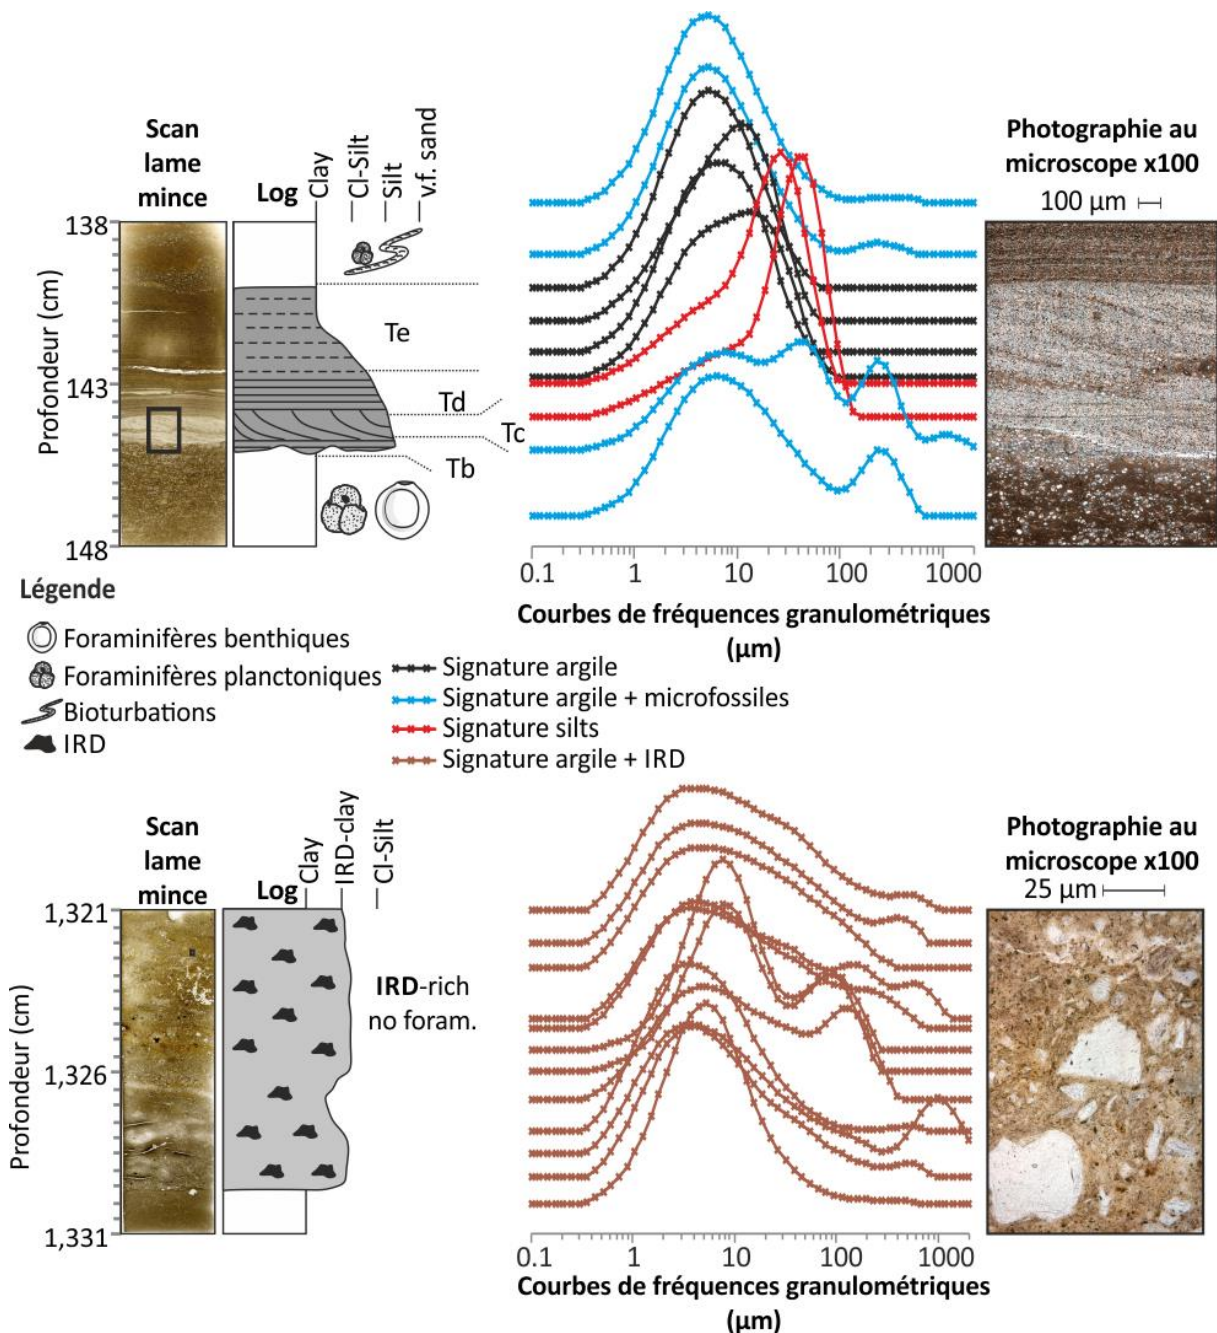 Scan
lame
mince
Log
Clay
Cl-Silt
Silt
v.f. sand
Photographie au
microscope x100
100 µm
Profondeur (cm)
138
143
148
Te
Td
Tc
Tb
0.1 1 10 100 1000
Courbes de fréquences granulométriques
(µm)
Légende
Foraminifères benthiques
Foraminifères planctoniques
Bioturbations
IRD
Signature argile
Signature argile + microfossiles
Signature silts
Signature argile + IRD
Scan
lame
mince
Log
Clay
IRD-clay
Cl-Silt
Photographie au
microscope x100
25 µm
Profondeur (cm)
1,321
1,326
1,331
IRD-rich
no foram.
0.1 1 10 100 1000
Courbes de fréquences granulométriques
(µm)